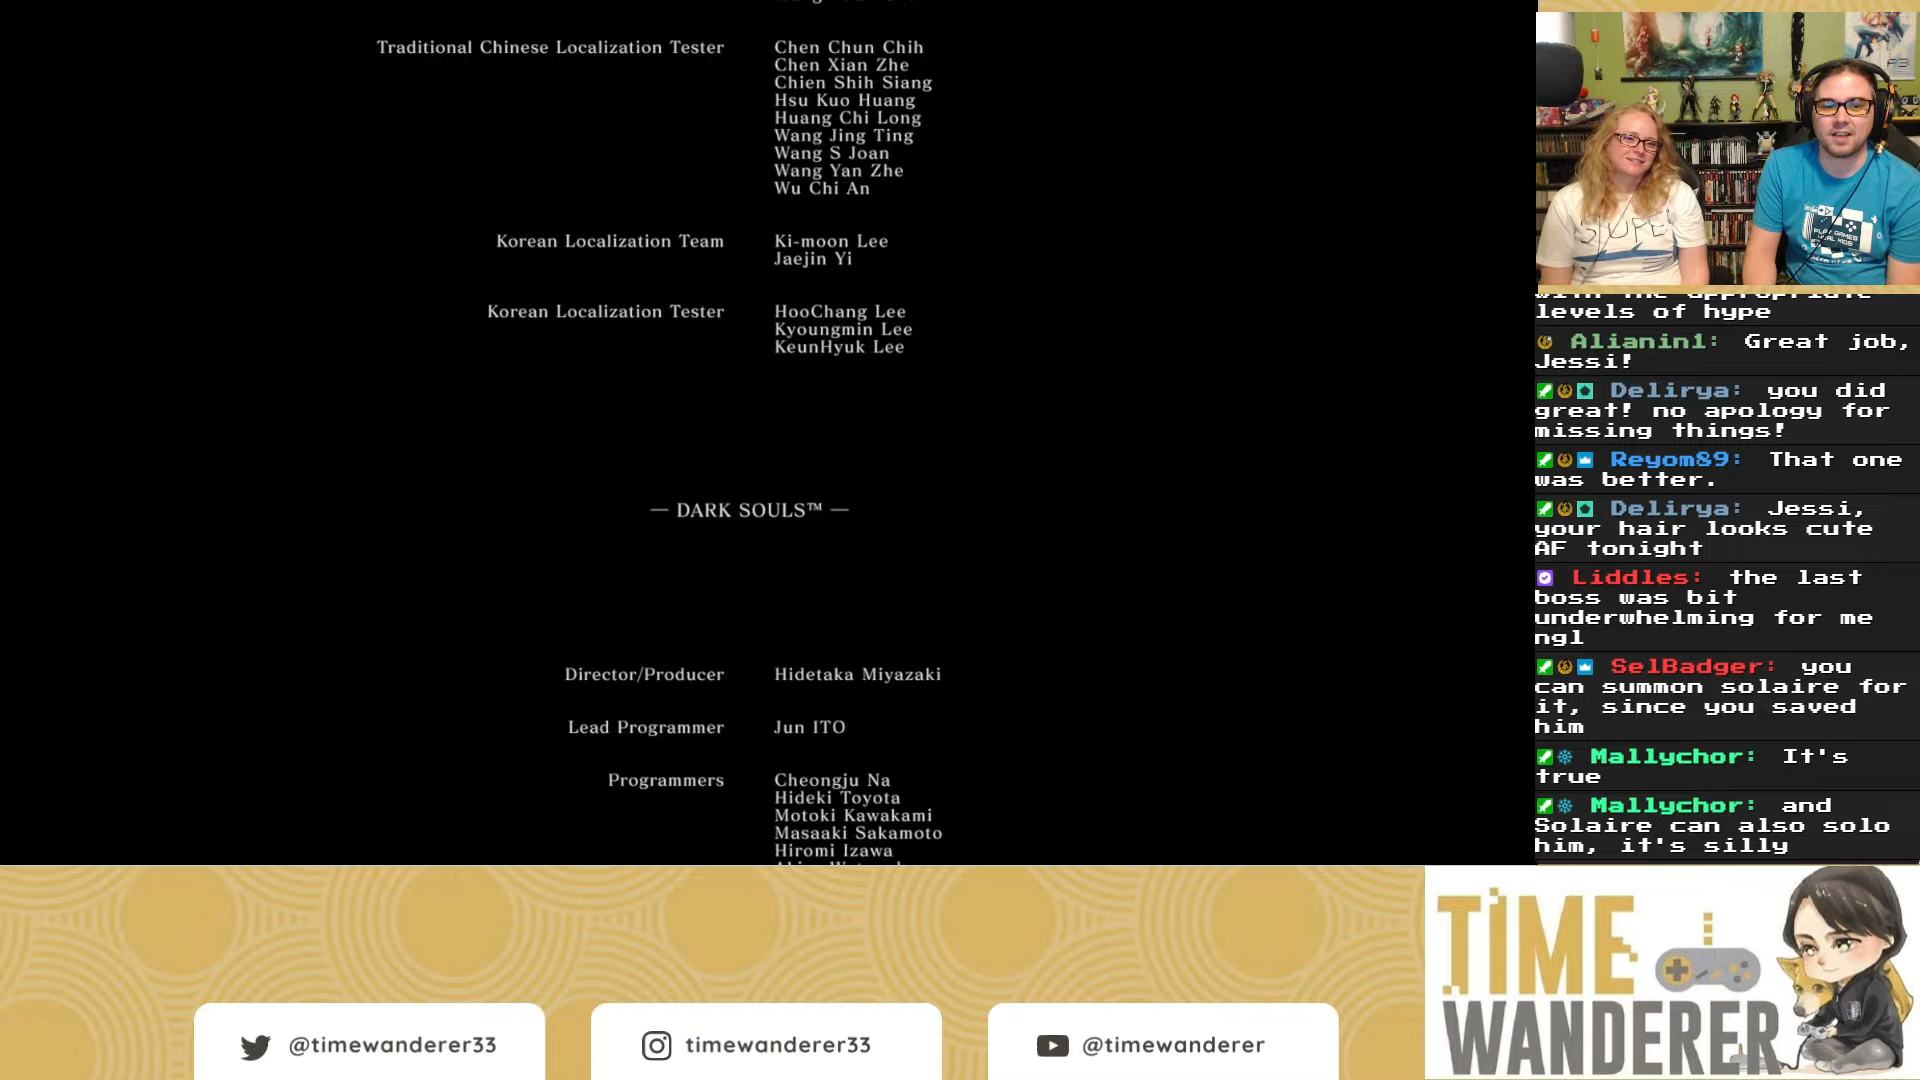 Traditional Chinese Localization Tester Chen Chun Chih
Chen Xian Zhe
Chien Shih Siang
Hsu Kuo Huang
Huang Chi Long
Wang Jing Ting
Wang S Joan
Wang Yan Zhe
Wu Chi An
Korean Localization Team Ki-moon Lee
Jaejin Yi
Korean Localization Tester HooChang Lee
Kyoungmin Lee
KeunHyuk Lee
— DARK SOULS™ —
Director/Producer Hidetaka Miyazaki
Lead Programmer Jun ITO
Programmers Cheongju Na
Hideki Toyota
Motoki Kawakami
Masaaki Sakamoto
Hiromi Izawa
with the appropriate
levels of hype
Alianin1: Great job,
Jessi!
Delirya: you did
great! no apology for
missing things!
Reyom89: That one
was better.
Delirya: Jessi,
your hair looks cute
AF tonight
Liddles: the last
boss was bit
underwhelming for me
ngl
SelBadger: you
can summon solaire for
it, since you saved
him
Mallychor: It's
true
Mallychor: and
Solaire can also solo
him, it's silly
@timewanderer33
timewanderer33
@timewanderer
TIME
WANDERER